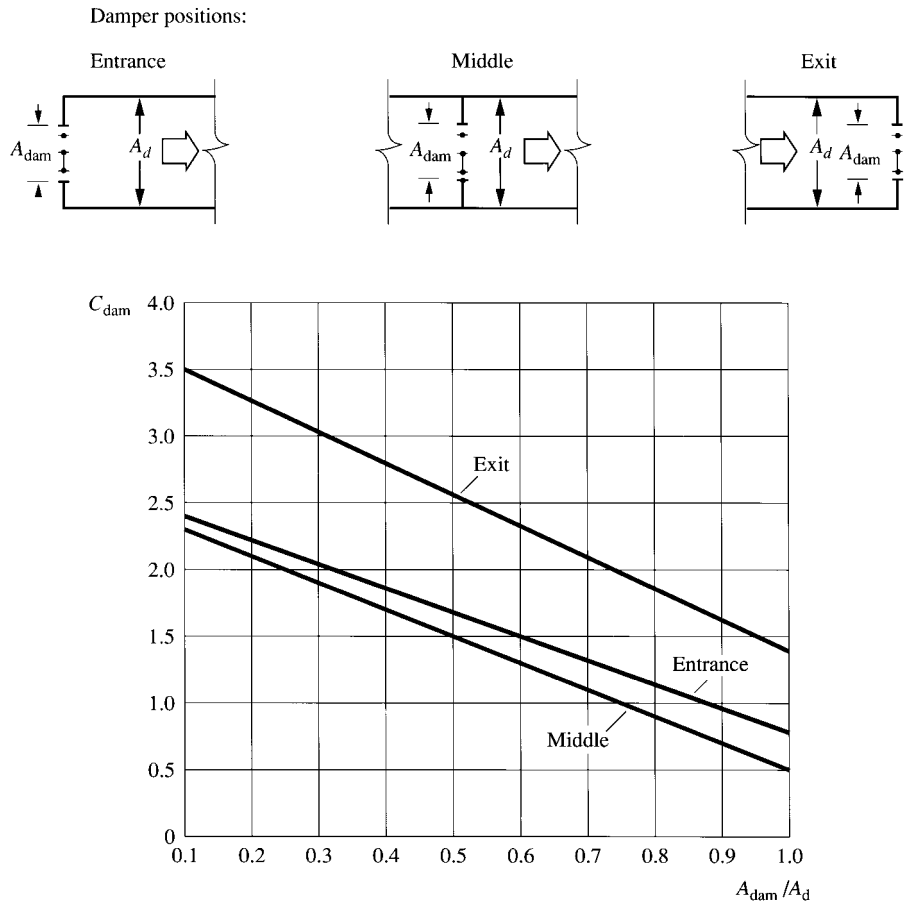 Damper positions:
Entrance Middle Exit
A_dam A_d A_dam A_d A_d A_dam
C_dam 4.0
3.5
3.0
Exit
2.5
2.0
1.5
Entrance
1.0
Middle
0.5
0
0.1 0.2 0.3 0.4 0.5 0.6 0.7 0.8 0.9 1.0
A_dam /A_d